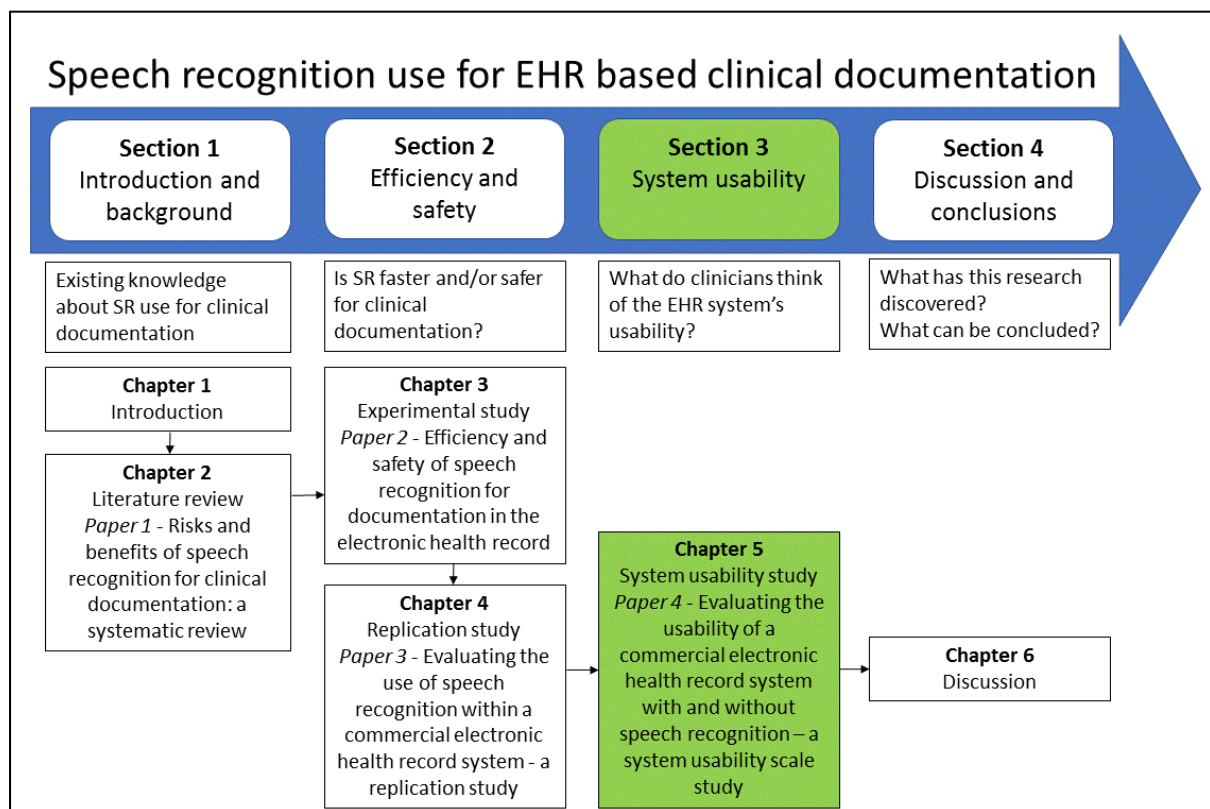 Speech recognition use for EHR based clinical documentation
Section 1
Introduction and
background
Section 2
Efficiency and
safety
Section 3
System usability
Section 4
Discussion and
conclusions
Existing knowledge
about SR use for clinical
documentation
Is SR faster and/or safer
for clinical
documentation?
What do clinicians think
of the EHR system’s
usability?
What has this research
discovered?
What can be concluded?
Chapter 1
Introduction
Chapter 2
Literature review
Paper 1 - Risks and
benefits of speech
recognition for clinical
documentation: a
systematic review
Chapter 3
Experimental study
Paper 2 - Efficiency and
safety of speech
recognition for
documentation in the
electronic health record
Chapter 4
Replication study
Paper 3 - Evaluating the
use of speech
recognition within a
commercial electronic
health record system - a
replication study
Chapter 5
System usability study
Paper 4 - Evaluating the
usability of a
commercial electronic
health record system
with and without
speech recognition – a
system usability scale
study
Chapter 6
Discussion